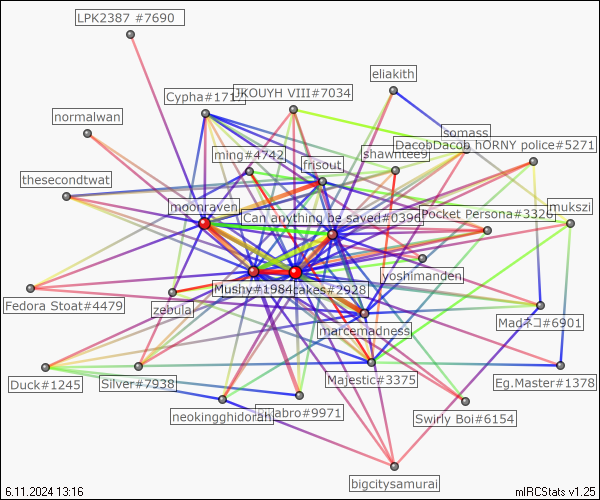 LPK2387 #7690
eliakith
JKOUYH VIII#7034
Cypha#171
normalwan
somass
DacobDacob hORNY police#5271
ming#4742
shawntees
frisout
thesecondtwat
moonraven
mukszi
Can anything be saved#0396
Pocket Persona#3326
yoshimanden
Mushy#1984
akes#2928
Fedora Stoat#4479
zebula
marcemadness
Madネコ#6901
Majestic#3375
Eg.Master#1378
Duck#1245
Silver#7938
neokingghidorah
abro#9971
Swirly Boi#6154
bigcitysamurai
6.11.2024 13:16
mIRCStats v1.25